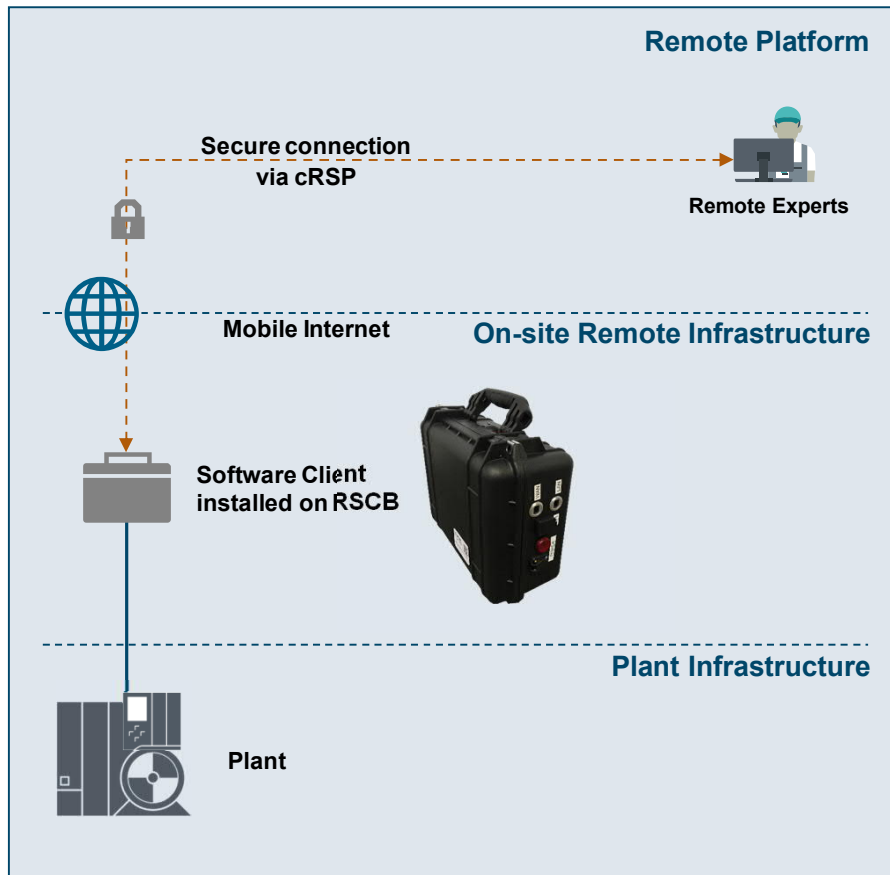 Remote Platform
Secure connection
via cRSP
Remote Experts
Mobile Internet
On-site Remote Infrastructure
Software Client
installed on RSCB
Plant Infrastructure
Plant